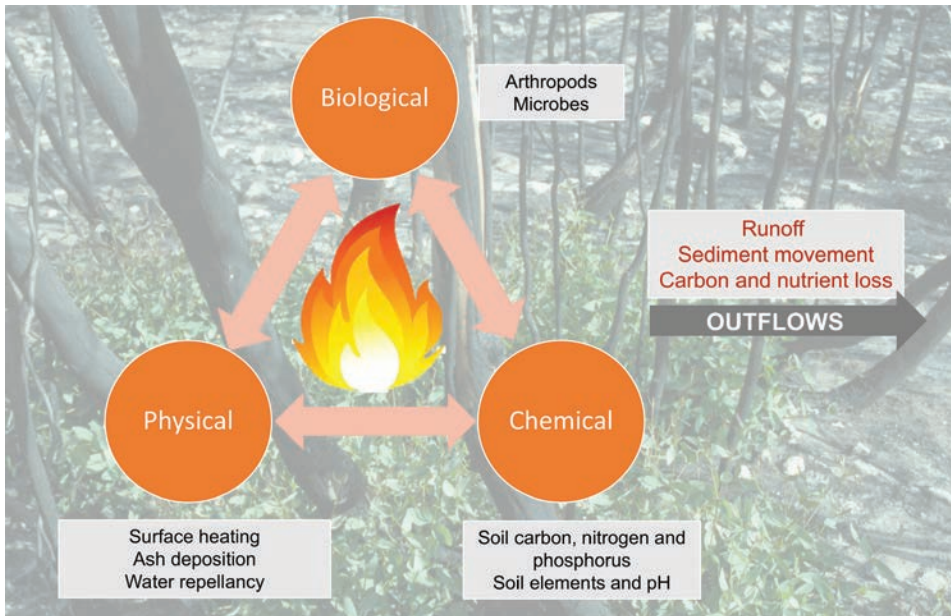 Biological
Arthropods
Microbes
Runoff
Sediment movement
Carbon and nutrient loss
OUTFLOWS
Physical
Chemical
Surface heating
Ash deposition
Water repellancy
Soil carbon, nitrogen and
phosphorus
Soil elements and pH